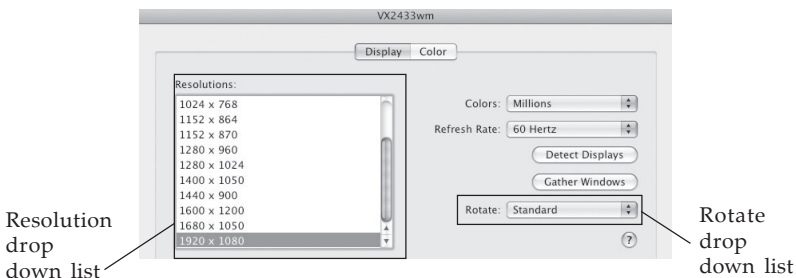 VX2433wm
Display Color
Resolutions:
1024 x 768
1152 x 864
1152 x 870
1280 x 960
1280 x 1024
1400 x 1050
1440 x 900
1600 x 1200
1680 x 1050
1920 x 1080
Colors: Millions
Refresh Rate: 60 Hertz
Detect Displays
Gather Windows
Rotate: Standard
?
Resolution
drop
down list
Rotate
drop
down list